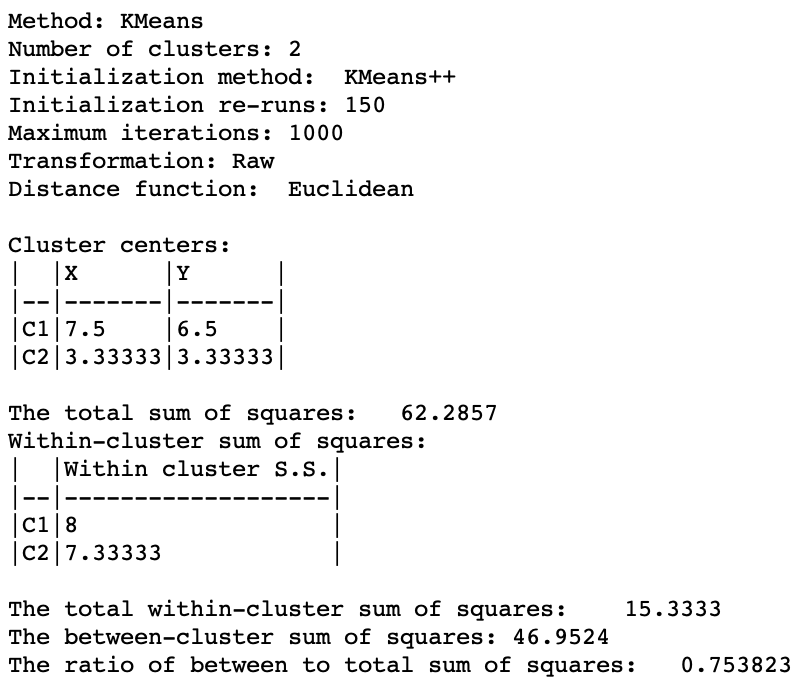 Method: KMeans
Number of clusters: 2
Initialization method:  KMeans++
Initialization re-runs: 150
Maximum iterations: 1000
Transformation: Raw
Distance function:  Euclidean

Cluster centers:
|  |X      |Y      |
|--|-------|-------|
|C1|7.5    |6.5    |
|C2|3.33333|3.33333|

The total sum of squares:   62.2857
Within-cluster sum of squares:
|  |Within cluster S.S.|
|--|-------------------|
|C1|8                  |
|C2|7.33333            |

The total within-cluster sum of squares:    15.3333
The between-cluster sum of squares: 46.9524
The ratio of between to total sum of squares:   0.753823